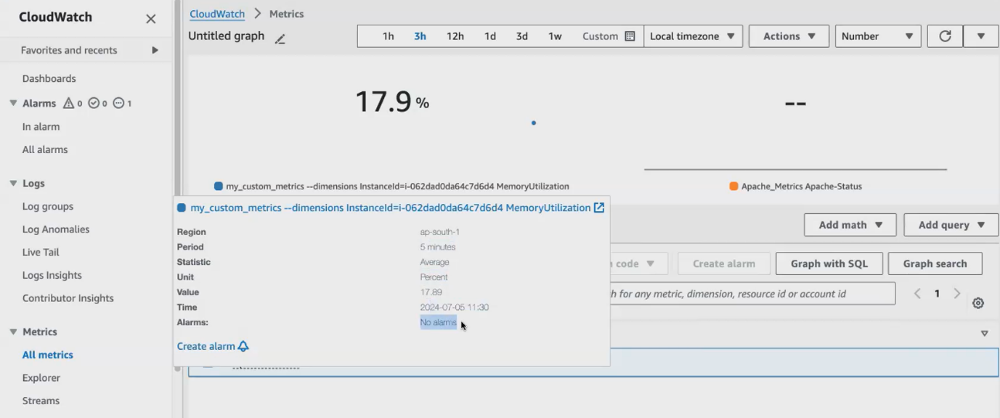 CloudWatch
Favorites and recents
Dashboards
Alarms 0 0 1
In alarm
All alarms
Logs
Log groups
Log Anomalies
Live Tail
Logs Insights
Contributor Insights
Metrics
All metrics
Explorer
Streams
CloudWatch > Metrics
Untitled graph
1h 3h 12h 1d 3d 1w Custom Local timezone Actions Number
17.9 % --
my_custom_metrics --dimensions InstanceId=i-062dad0da64c7d6d4 MemoryUtilization
Apache_Metrics Apache-Status
my_custom_metrics --dimensions InstanceId=i-062dad0da64c7d6d4 MemoryUtilization
Region ap-south-1
Period 5 minutes
Statistic Average
Unit Percent
Value 17.89
Time 2024-07-05 11:30
Alarms: No alarms
Create alarm
Add math Add query
code Create alarm Graph with SQL Graph search
for any metric, dimension, resource id or account id 1